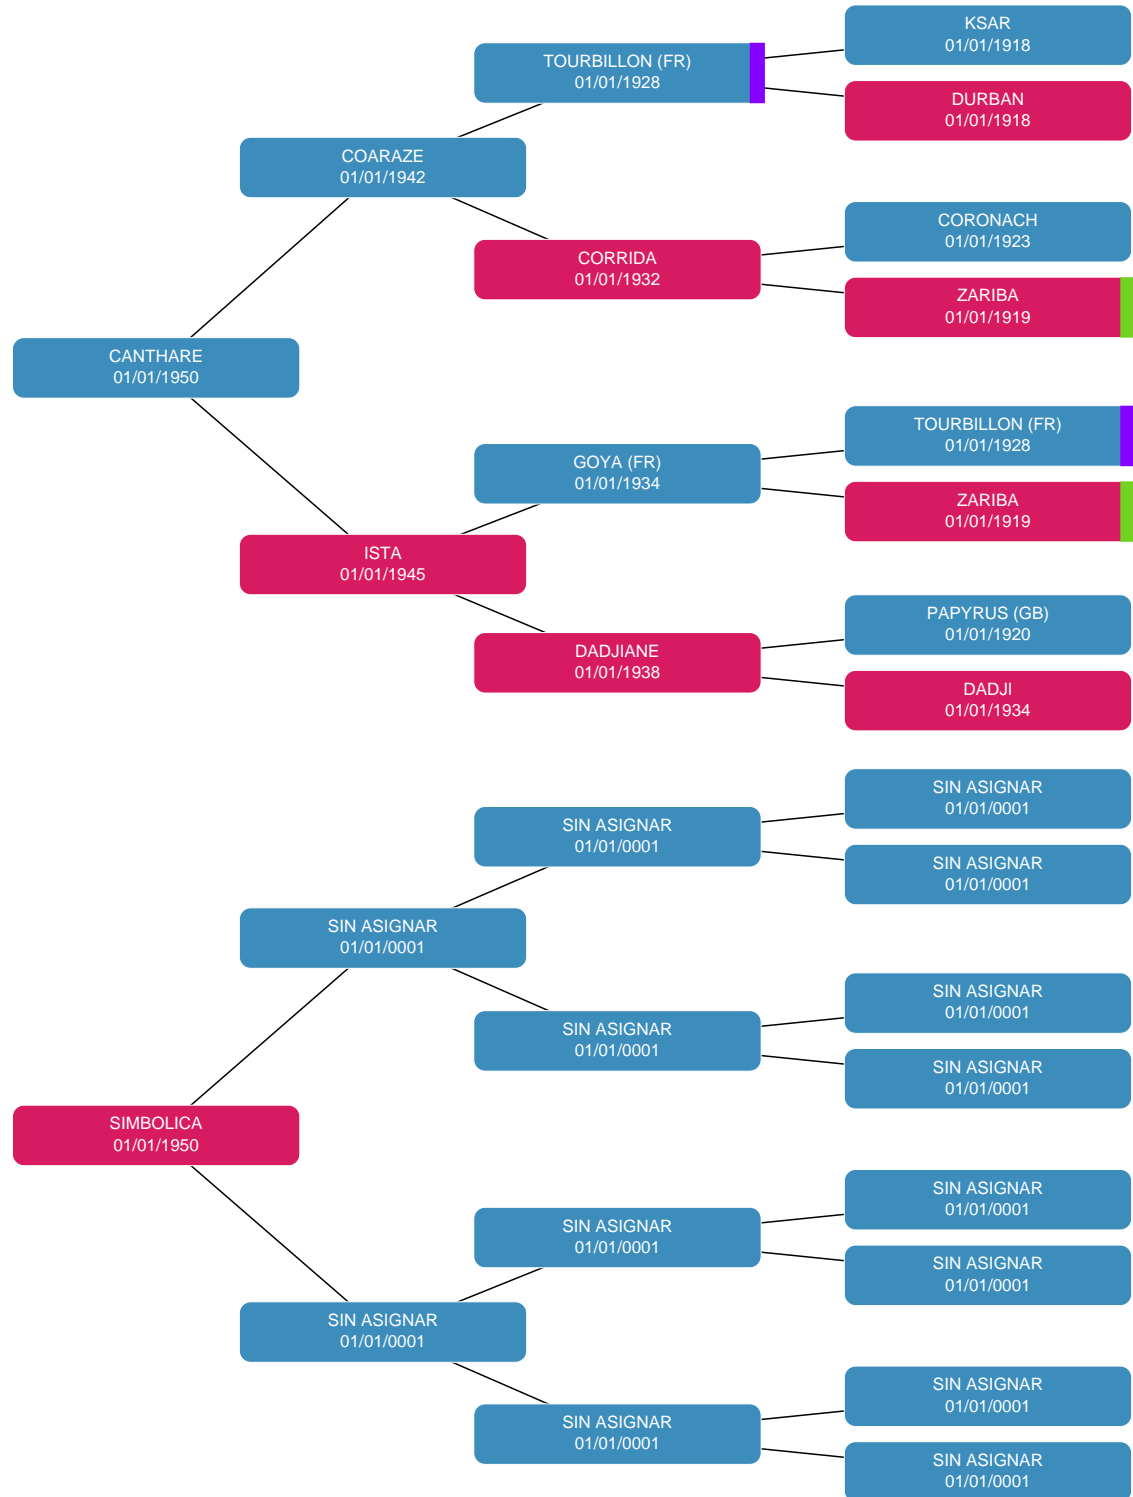 KSAR
01/01/1918
TOURBILLON (FR)
01/01/1928
DURBAN
01/01/1918
COARAZE
01/01/1942
CORONACH
01/01/1923
CORRIDA
01/01/1932
ZARIBA
01/01/1919
CANTHARE
01/01/1950
TOURBILLON (FR)
01/01/1928
GOYA (FR)
01/01/1934
ZARIBA
01/01/1919
ISTA
01/01/1945
PAPYRUS (GB)
01/01/1920
DADJIANE
01/01/1938
DADJI
01/01/1934
SIN ASIGNAR
01/01/0001
SIN ASIGNAR
01/01/0001
SIN ASIGNAR
01/01/0001
SIN ASIGNAR
01/01/0001
SIN ASIGNAR
01/01/0001
SIN ASIGNAR
01/01/0001
SIN ASIGNAR
01/01/0001
SIMBOLICA
01/01/1950
SIN ASIGNAR
01/01/0001
SIN ASIGNAR
01/01/0001
SIN ASIGNAR
01/01/0001
SIN ASIGNAR
01/01/0001
SIN ASIGNAR
01/01/0001
SIN ASIGNAR
01/01/0001
SIN ASIGNAR
01/01/0001